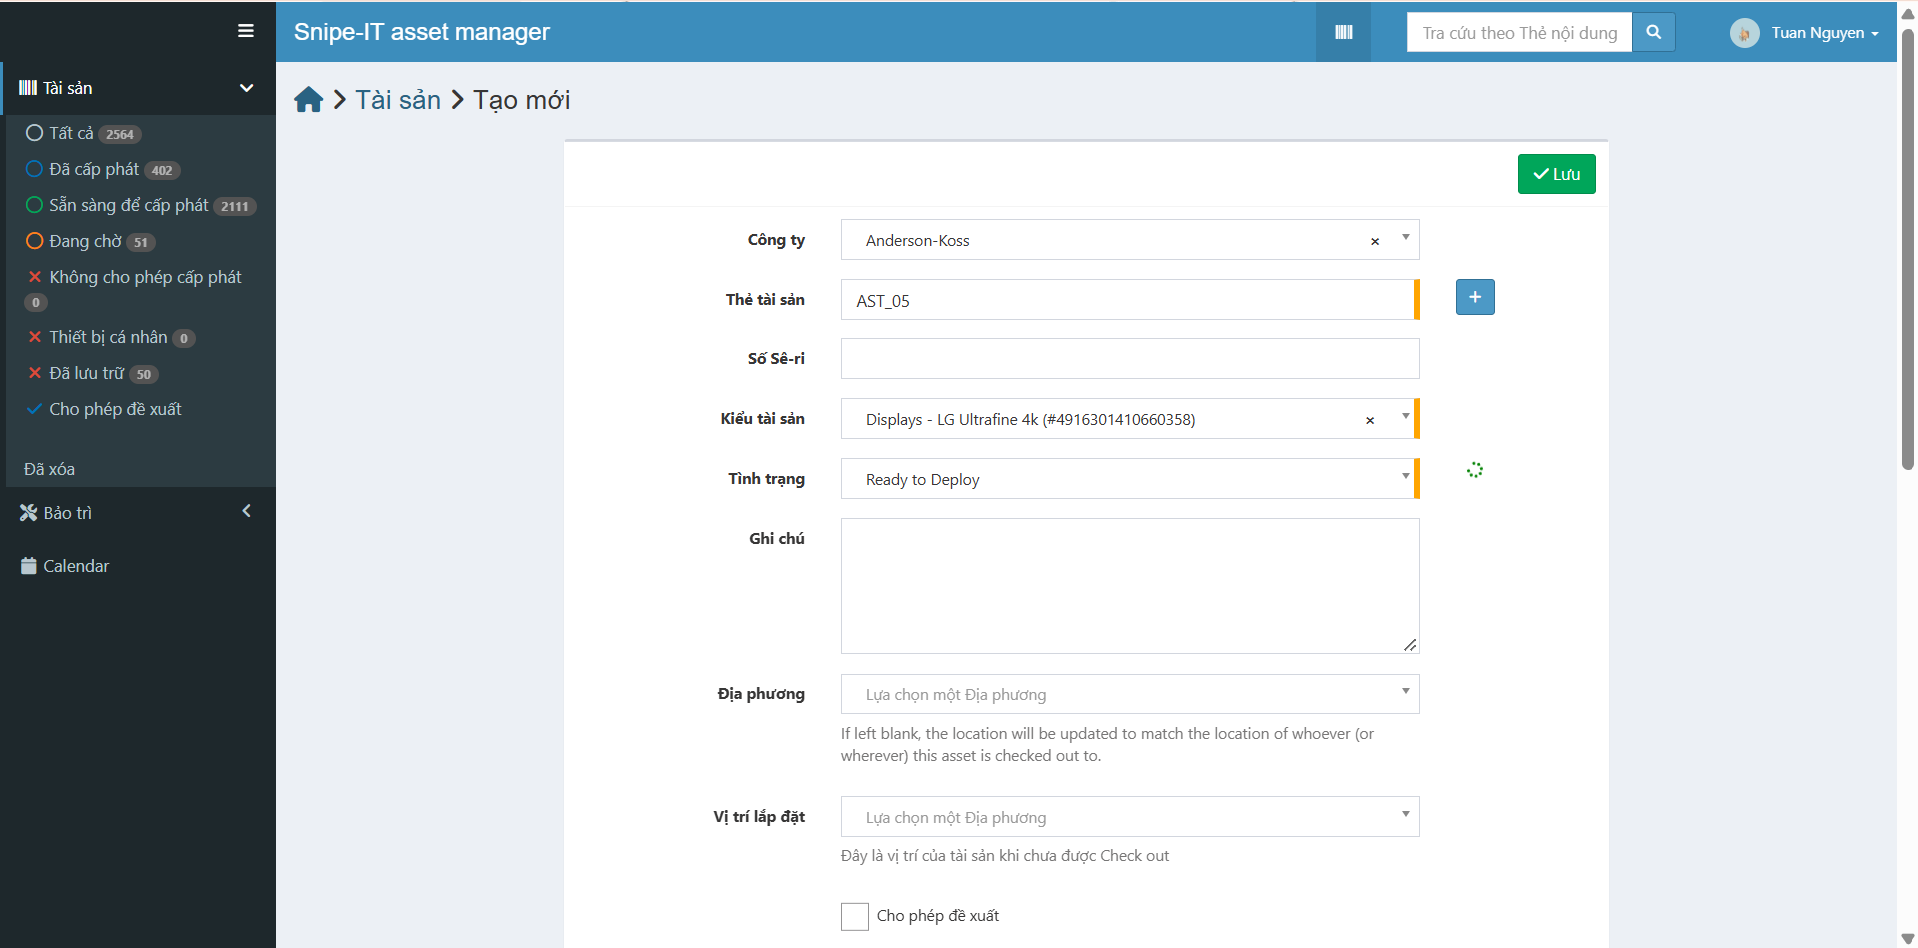 Snipe-IT asset manager
Tra cứu theo Thẻ nội dung
Tuan Nguyen
Tài sản
Tất cả 2564
Đã cấp phát 402
Sẵn sàng để cấp phát 2111
Đang chờ 51
Không cho phép cấp phát
0
Thiết bị cá nhân 0
Đã lưu trữ 50
Cho phép đề xuất
Đã xóa
Bảo trì
Calendar
Tài sản > Tạo mới
Lưu
Công ty
Anderson-Koss ×
Thẻ tài sản
AST_05
+
Số Sê-ri
Kiểu tài sản
Displays - LG Ultrafine 4k (#4916301410660358) ×
Tình trạng
Ready to Deploy
Ghi chú
Địa phương
Lựa chọn một Địa phương
If left blank, the location will be updated to match the location of whoever (or
wherever) this asset is checked out to.
Vị trí lắp đặt
Lựa chọn một Địa phương
Đây là vị trí của tài sản khi chưa được Check out
Cho phép đề xuất